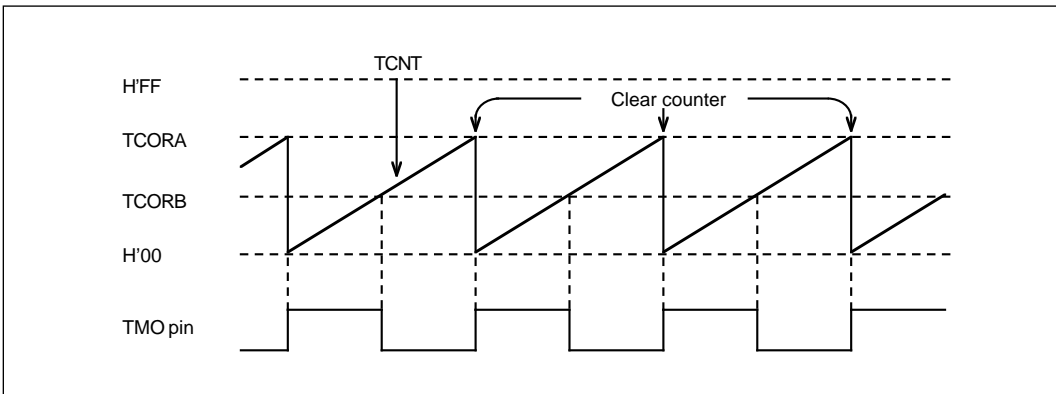 TCNT
H'FF
Clear counter
TCORA
TCORB
H'00
TMO pin